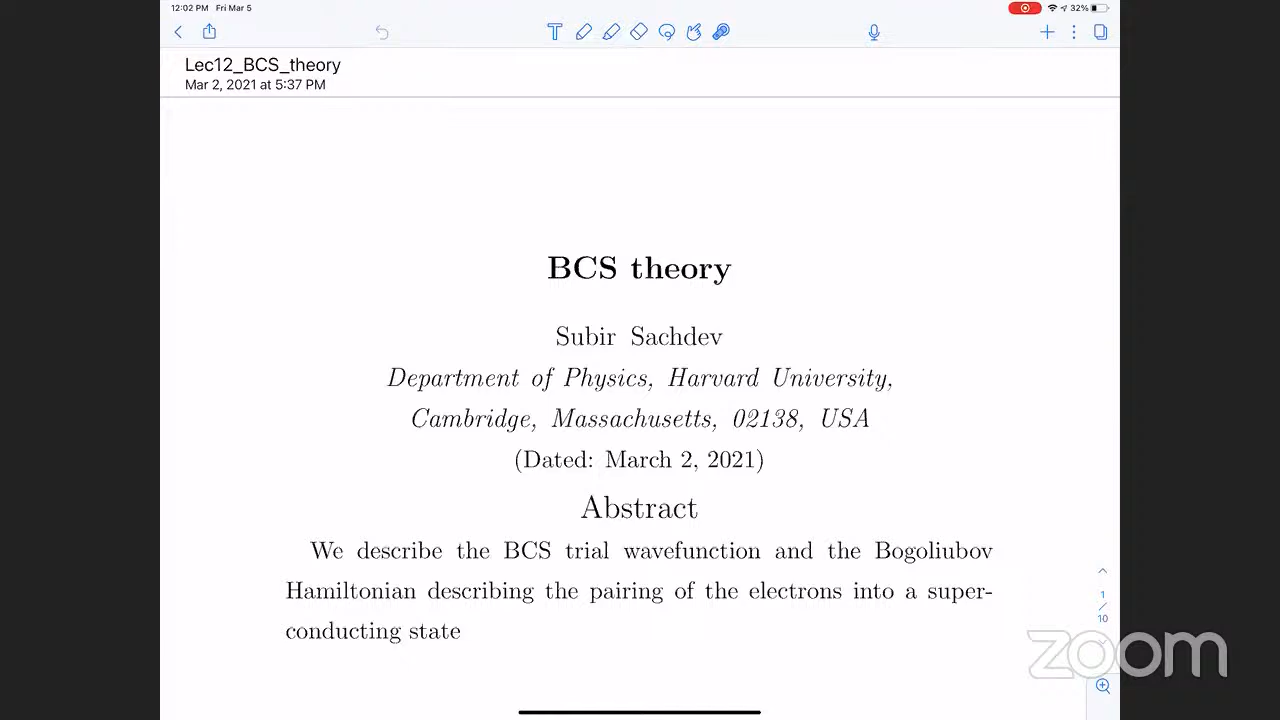 12:02 PM Fri Mar 5
32%
Lec12_BCS_theory
Mar 2, 2021 at 5:37 PM
BCS theory
Subir Sachdev
Department of Physics, Harvard University,
Cambridge, Massachusetts, 02138, USA
(Dated: March 2, 2021)
Abstract
We describe the BCS trial wavefunction and the Bogoliubov
Hamiltonian describing the pairing of the electrons into a super-
conducting state
1
/
10
zoom